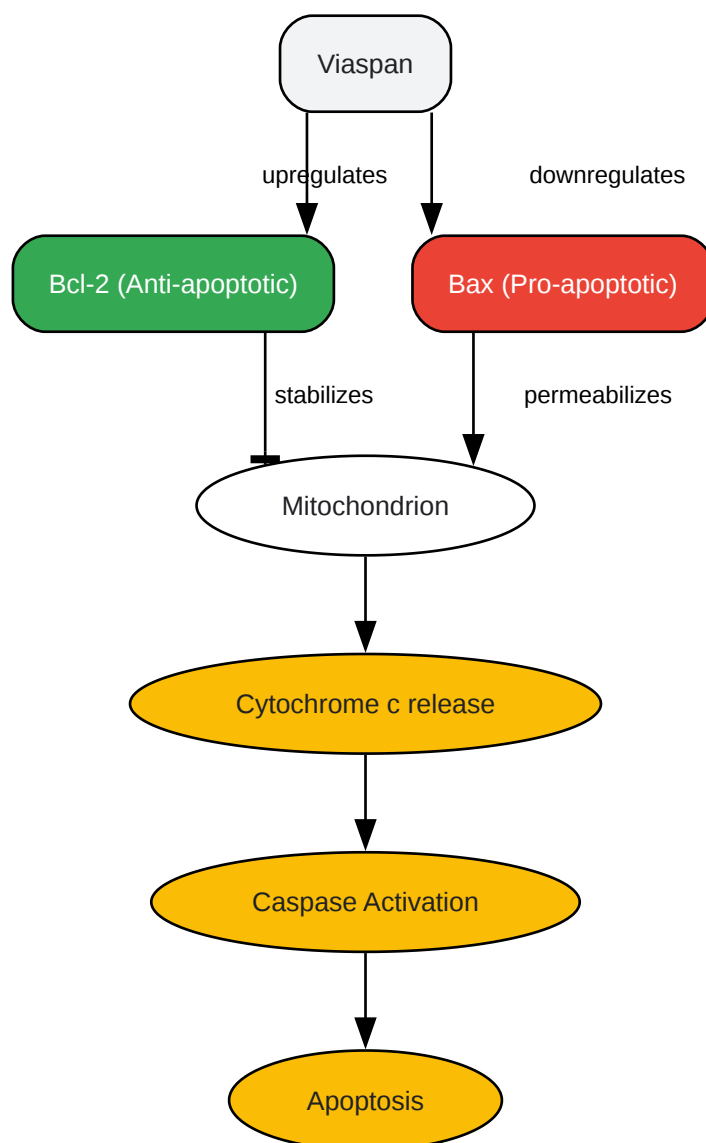 Viaspan
upregulates
downregulates
Bcl-2 (Anti-apoptotic)
Bax (Pro-apoptotic)
stabilizes
permeabilizes
Mitochondrion
Cytochrome c release
Caspase Activation
Apoptosis